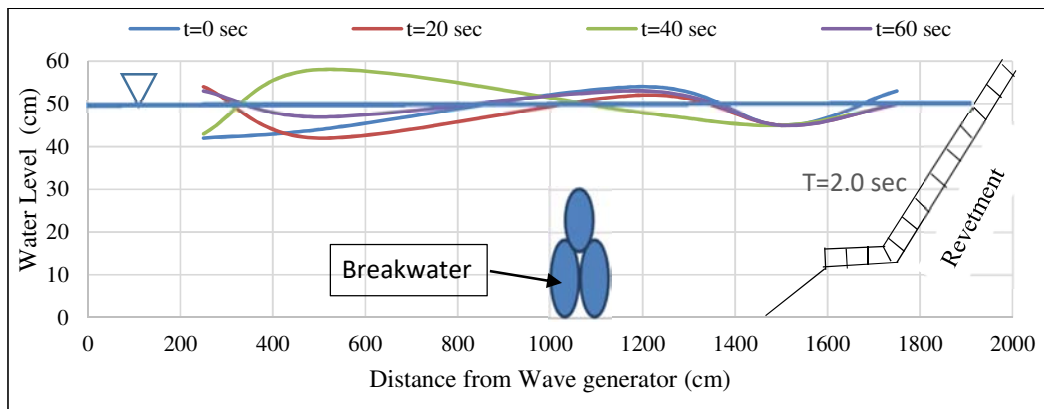 t=0 sec t=20 sec t=40 sec t=60 sec
Water Level (cm)
60
50
40
30
20
10
0
T=2.0 sec
Revetment
Breakwater
0 200 400 600 800 1000 1200 1400 1600 1800 2000
Distance from Wave generator (cm)